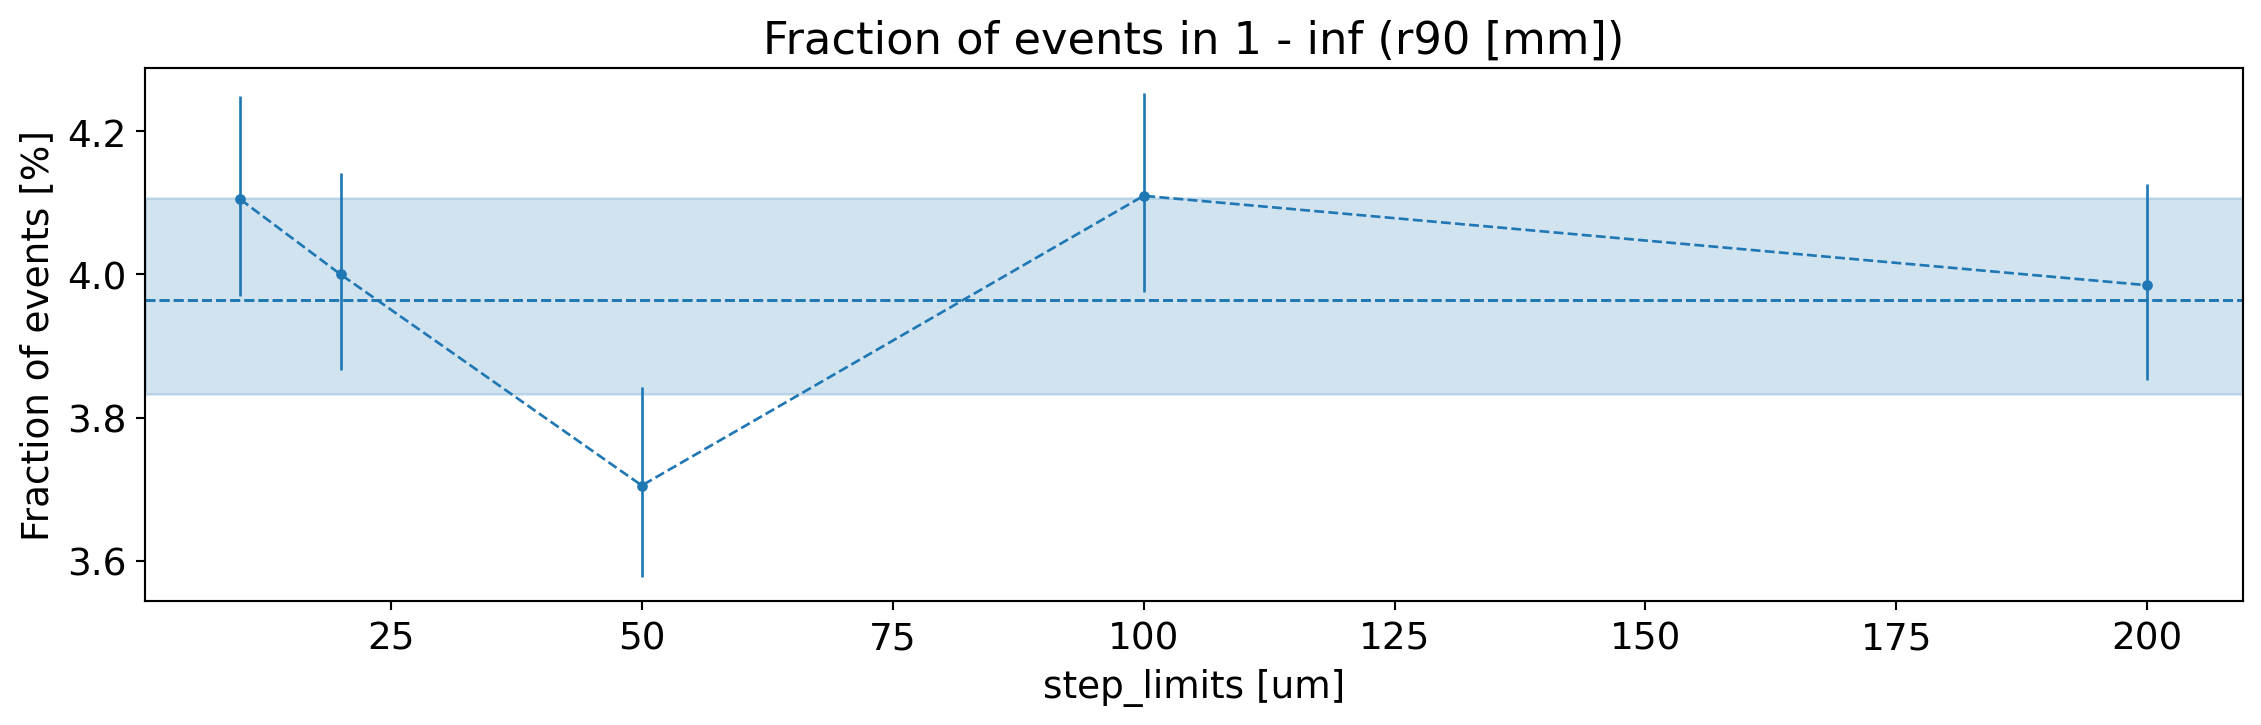 Fraction of events in 1 - inf (r90 [mm])
Fraction of events [%]
4.2
4.0
3.8
3.6
25 50 75 100 125 150 175 200
step_limits [um]